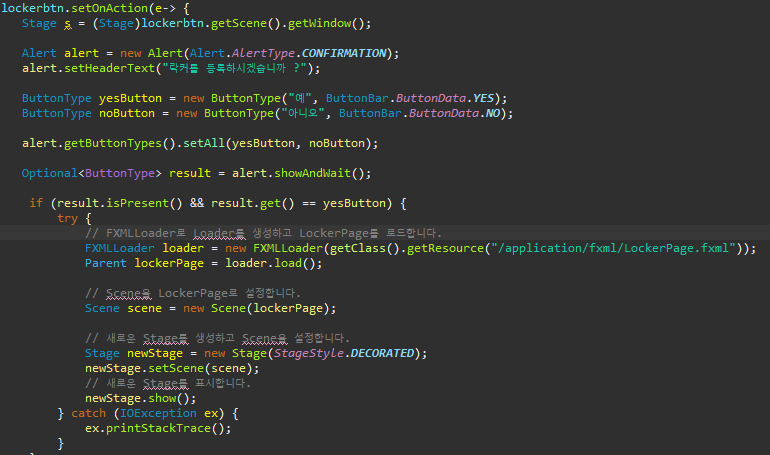 lockerbtn.setOnAction(e-> {
Stage s = (Stage)lockerbtn.getScene().getWindow();
Alert alert = new Alert(Alert.AlertType.CONFIRMATION);
alert.setHeaderText("락커를 등록하시겠습니까 ?");
ButtonType yesButton = new ButtonType("예", ButtonBar.ButtonData.YES);
ButtonType noButton = new ButtonType("아니오", ButtonBar.ButtonData.NO);
alert.getButtonTypes().setAll(yesButton, noButton);
Optional<ButtonType> result = alert.showAndWait();
if (result.isPresent() && result.get() == yesButton) {
try {
// FXMLLoader로 Loader를 생성하고 LockerPage를 로드합니다.
FXMLLoader loader = new FXMLLoader(getClass().getResource("/application/fxml/LockerPage.fxml"));
Parent lockerPage = loader.load();
// Scene을 LockerPage로 설정합니다.
Scene scene = new Scene(lockerPage);
// 새로운 Stage를 생성하고 Scene을 설정합니다.
Stage newStage = new Stage(StageStyle.DECORATED);
newStage.setScene(scene);
// 새로운 Stage를 표시합니다.
newStage.show();
} catch (IOException ex) {
ex.printStackTrace();
}